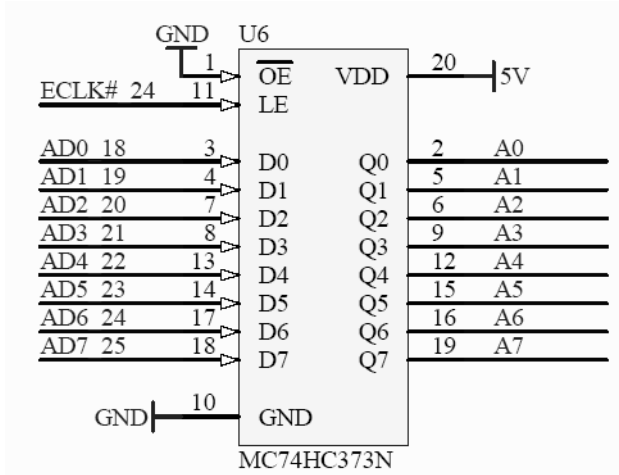 GND U6
1 OE VDD 20 5V
ECLK# 24 11 LE
AD0 18 3 D0 Q0 2 A0
AD1 19 4 D1 Q1 5 A1
AD2 20 7 D2 Q2 6 A2
AD3 21 8 D3 Q3 9 A3
AD4 22 13 D4 Q4 12 A4
AD5 23 14 D5 Q5 15 A5
AD6 24 17 D6 Q6 16 A6
AD7 25 18 D7 Q7 19 A7
GND 10 GND
MC74HC373N